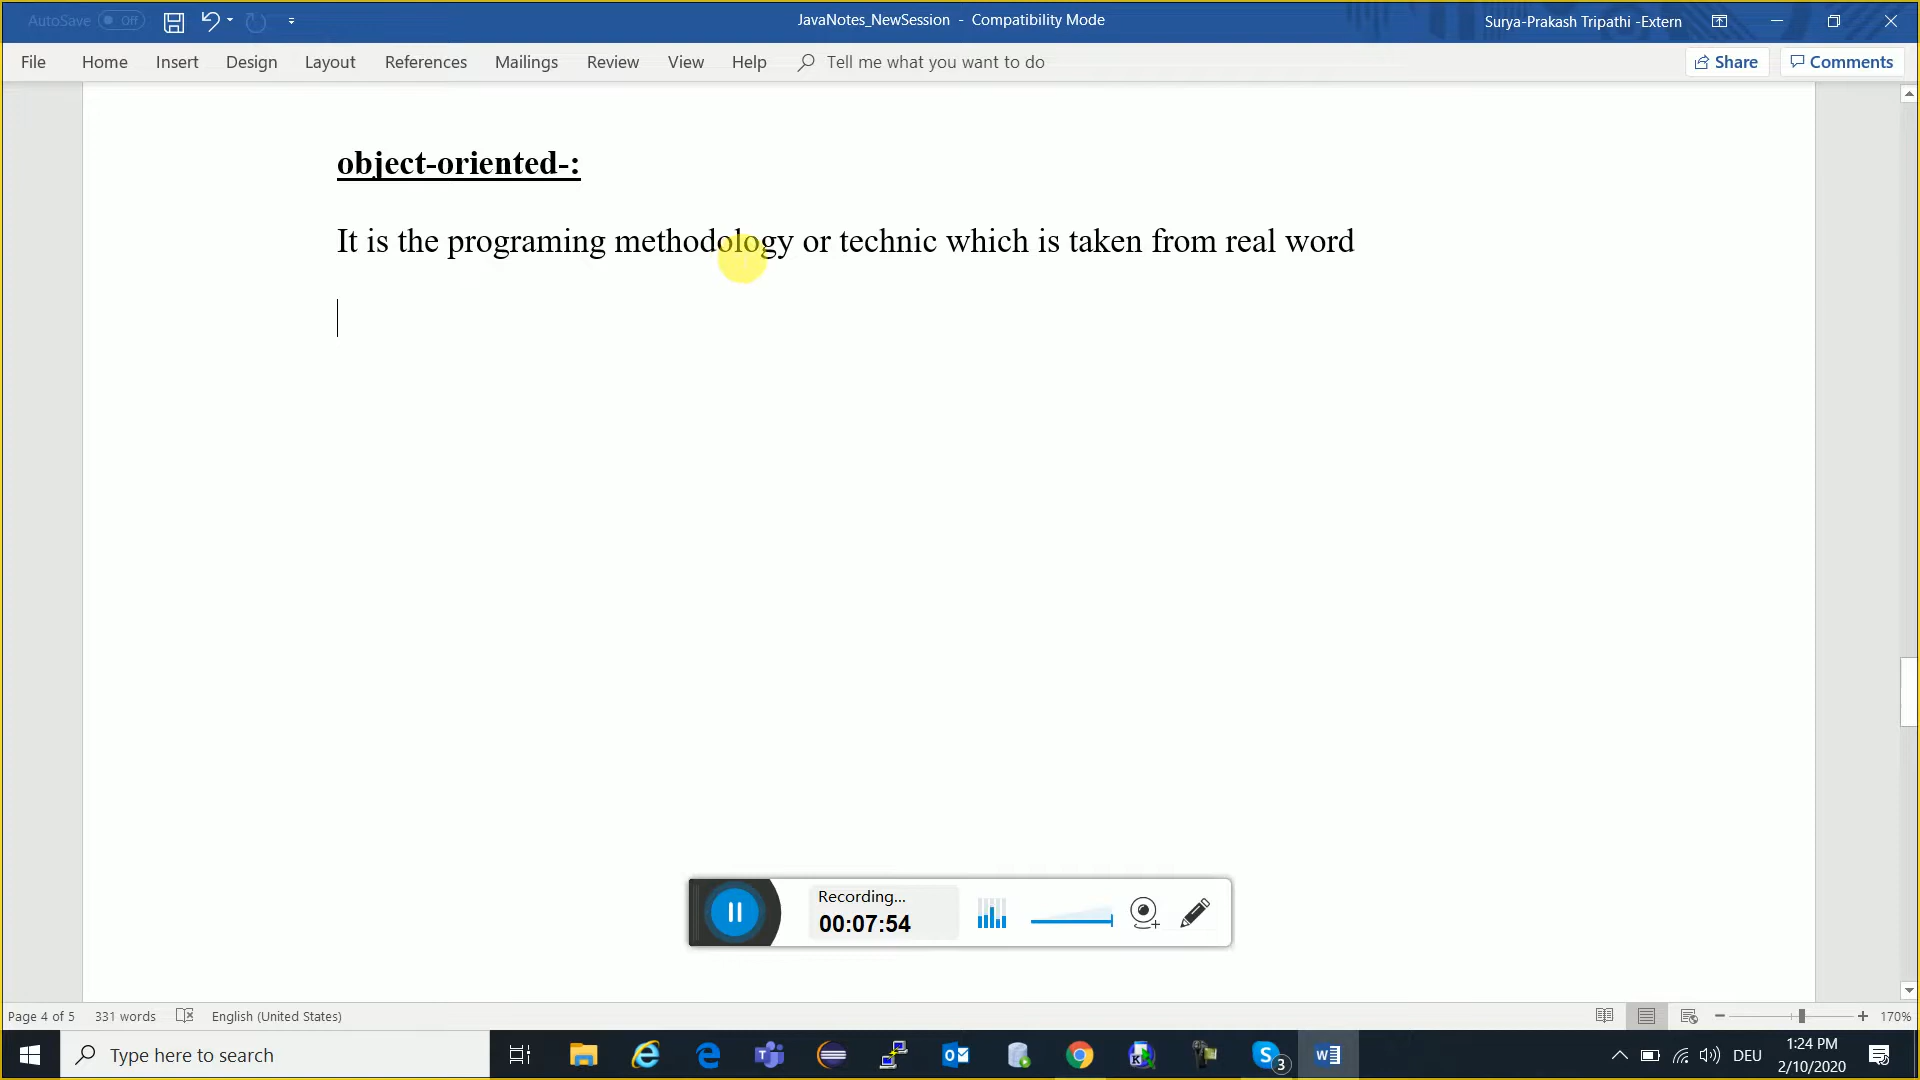 AutoSave Off
JavaNotes_NewSession - Compatibility Mode
Surya-Prakash Tripathi -Extern
File Home Insert Design Layout References Mailings Review View Help Tell me what you want to do
Share Comments
object-oriented-:
It is the programing methodology or technic which is taken from real word
Recording...
00:07:54
Page 4 of 5 331 words English (United States)
170%
Type here to search
3
DEU
1:24 PM
2/10/2020